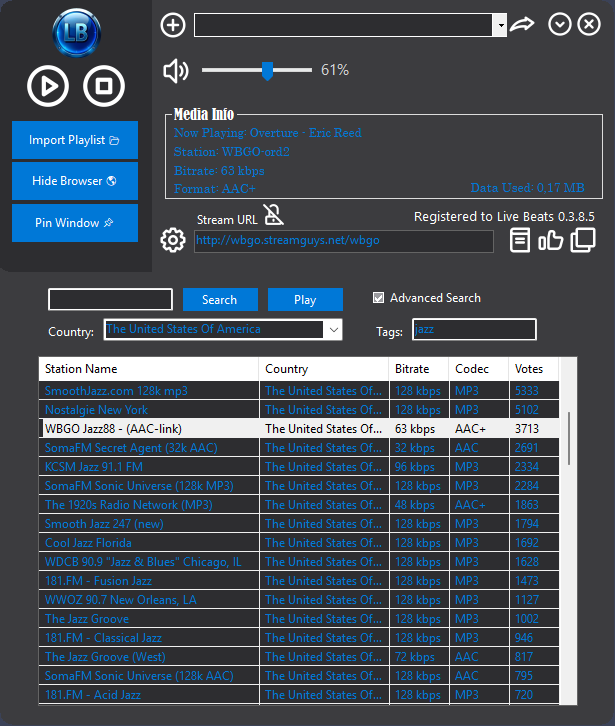 LB
61%
Import Playlist
Hide Browser
Pin Window
Media Info
Now Playing: Overture - Eric Reed
Station: WBGO-ord2
Bitrate: 63 kbps
Format: AAC+
Data Used: 0,17 MB
Stream URL
Registered to Live Beats 0.3.8.5
http://wbgo.streamguys.net/wbgo
Search
Play
Advanced Search
Country:
The United States Of America
Tags:
jazz
Station Name Country Bitrate Codec Votes
SmoothJazz.com 128k mp3 The United States Of... 128 kbps MP3 5333
Nostalgie New York The United States Of... 128 kbps MP3 5102
WBGO Jazz88 - (AAC-link) The United States Of... 63 kbps AAC+ 3713
SomaFM Secret Agent (32k AAC) The United States Of... 32 kbps AAC 2691
KCSM Jazz 91.1 FM The United States Of... 96 kbps MP3 2334
SomaFM Sonic Universe (128k MP3) The United States Of... 128 kbps MP3 2284
The 1920s Radio Network (MP3) The United States Of... 48 kbps AAC+ 1863
Smooth Jazz 247 (new) The United States Of... 128 kbps MP3 1794
Cool Jazz Florida The United States Of... 128 kbps MP3 1692
WDCB 90.9 "Jazz & Blues" Chicago, IL The United States Of... 128 kbps MP3 1628
181.FM - Fusion Jazz The United States Of... 128 kbps MP3 1473
WWOZ 90.7 New Orleans, LA The United States Of... 128 kbps MP3 1127
The Jazz Groove The United States Of... 128 kbps MP3 1002
181.FM - Classical Jazz The United States Of... 128 kbps MP3 946
The Jazz Groove (West) The United States Of... 72 kbps AAC 817
SomaFM Sonic Universe (128k AAC) The United States Of... 128 kbps AAC 795
181.FM - Acid Jazz The United States Of... 128 kbps MP3 720